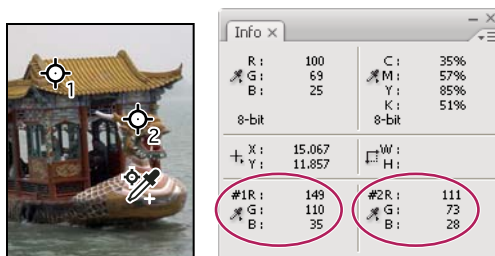 1
2
Info ×
R: 100
G: 69
B: 25
8-bit
C: 35%
M: 57%
Y: 85%
K: 51%
8-bit
X: 15.067
Y: 11.857
W:
H:
#1R: 149
G: 110
B: 35
#2R: 111
G: 73
B: 28